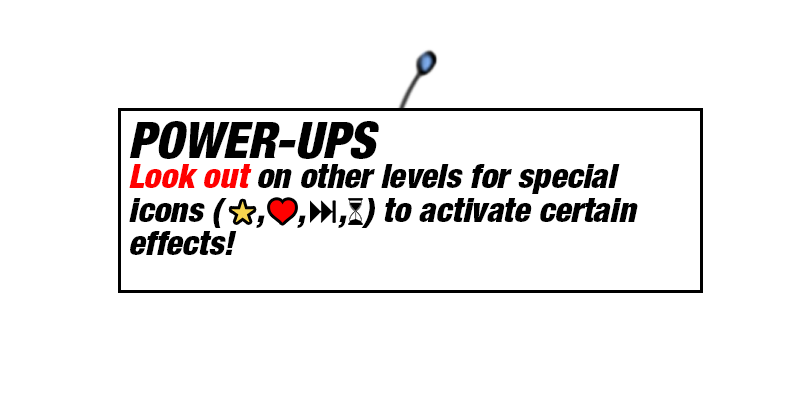 POWER-UPS
Look out on other levels for special
icons (⭐,❤️,⏭,⏳) to activate certain
effects!